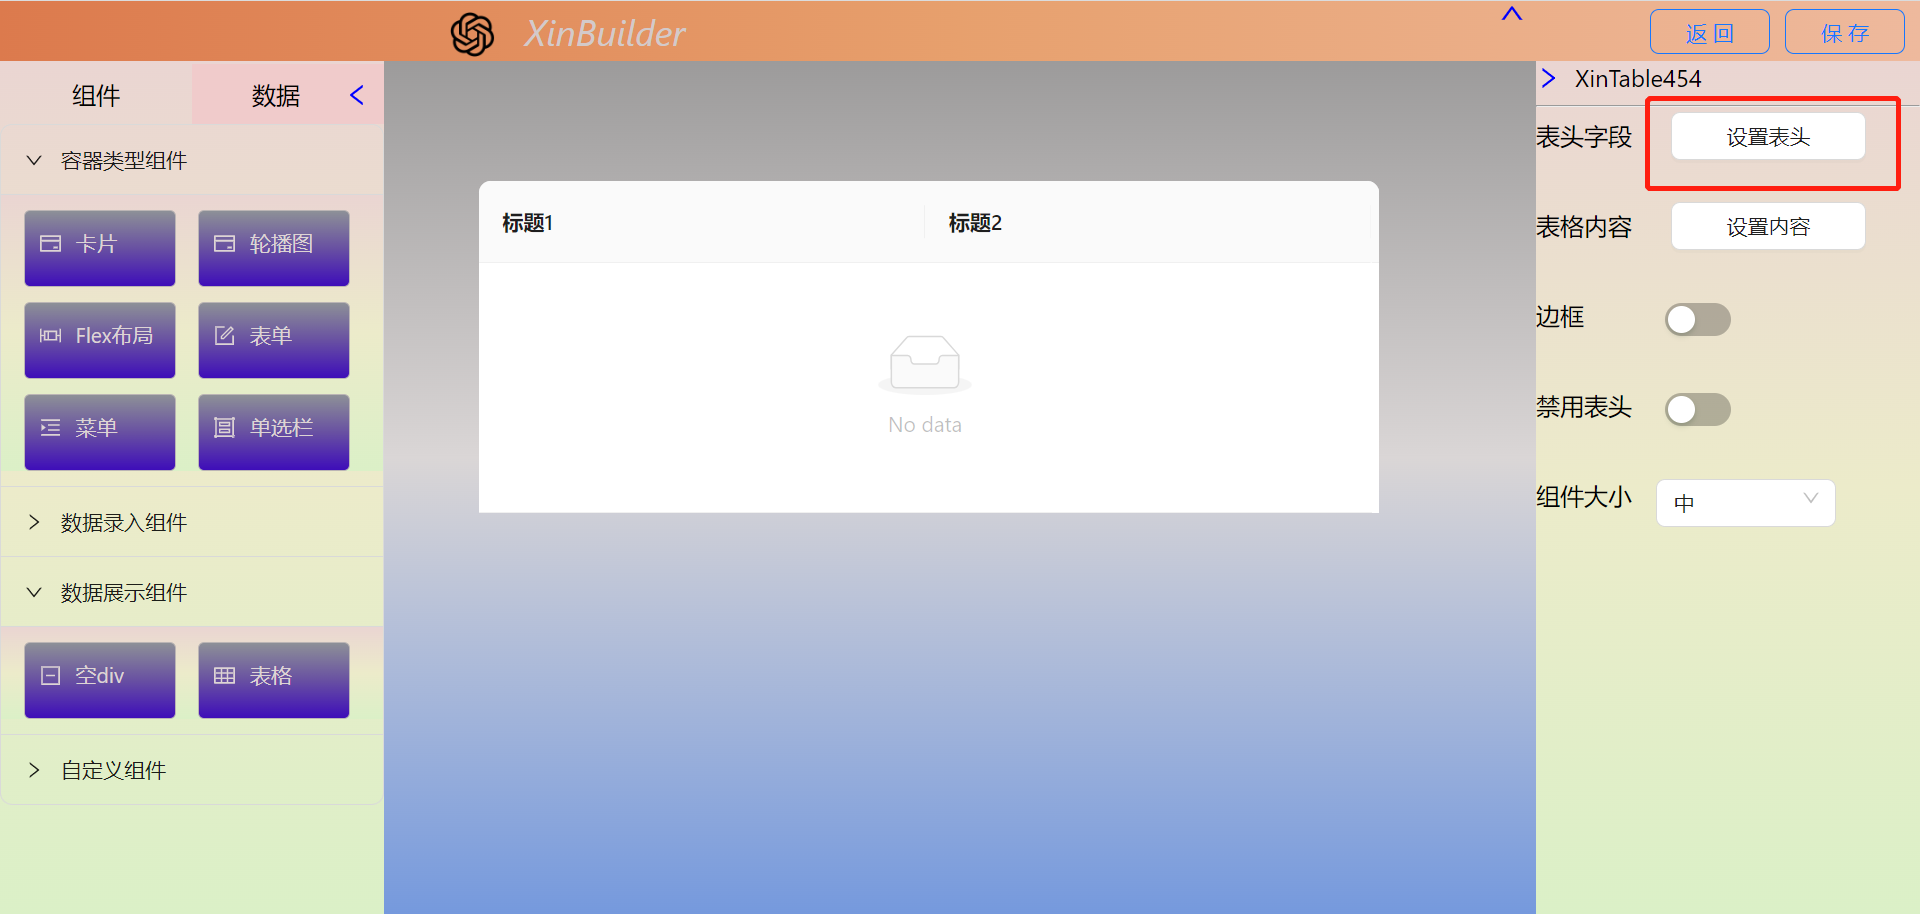 XinBuilder
返回
保存
组件
数据
容器类型组件
卡片
轮播图
Flex布局
表单
菜单
单选栏
数据录入组件
数据展示组件
空div
表格
自定义组件
标题1
标题2
No data
XinTable454
表头字段
设置表头
表格内容
设置内容
边框
禁用表头
组件大小
中